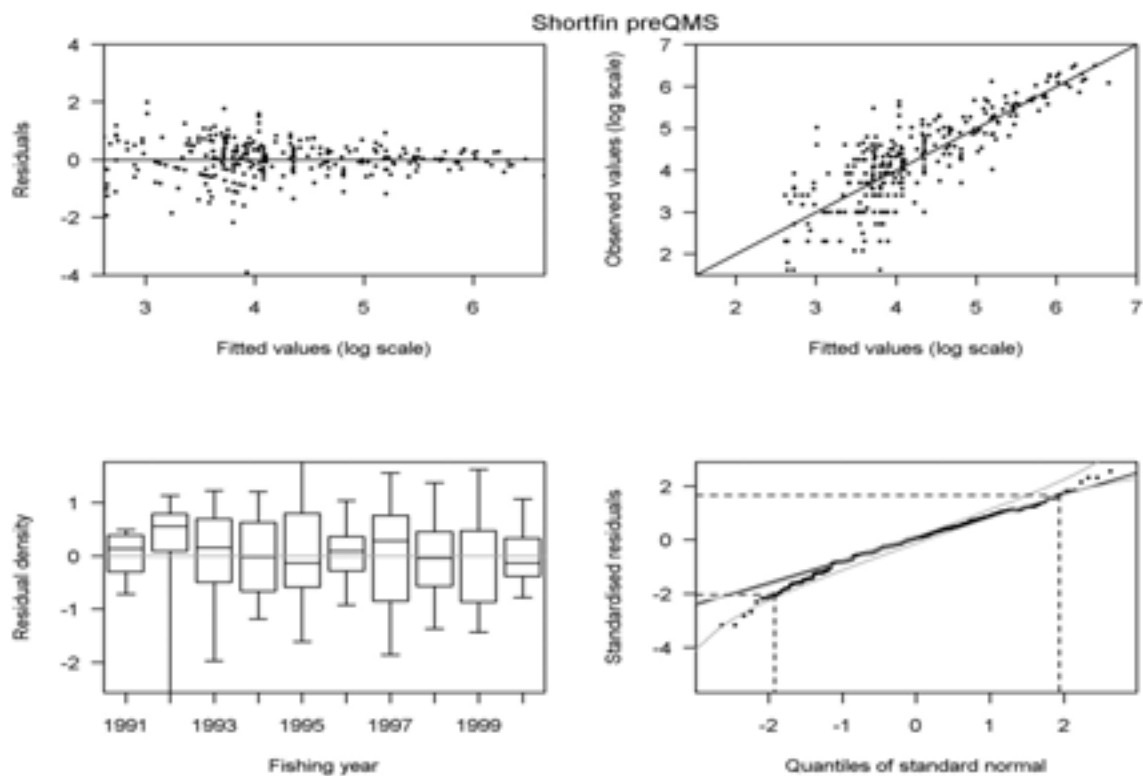 Shortfin preQMS
4
2
0
-2
-4
Residuals
3 4 5 6
Fitted values (log scale)
7
6
5
4
3
2
Observed values (log scale)
2 3 4 5 6 7
Fitted values (log scale)
1
0
-1
-2
Residual density
1991 1993 1995 1997 1999
Fishing year
2
0
-2
-4
Standardised residuals
-2 -1 0 1 2
Quantiles of standard normal